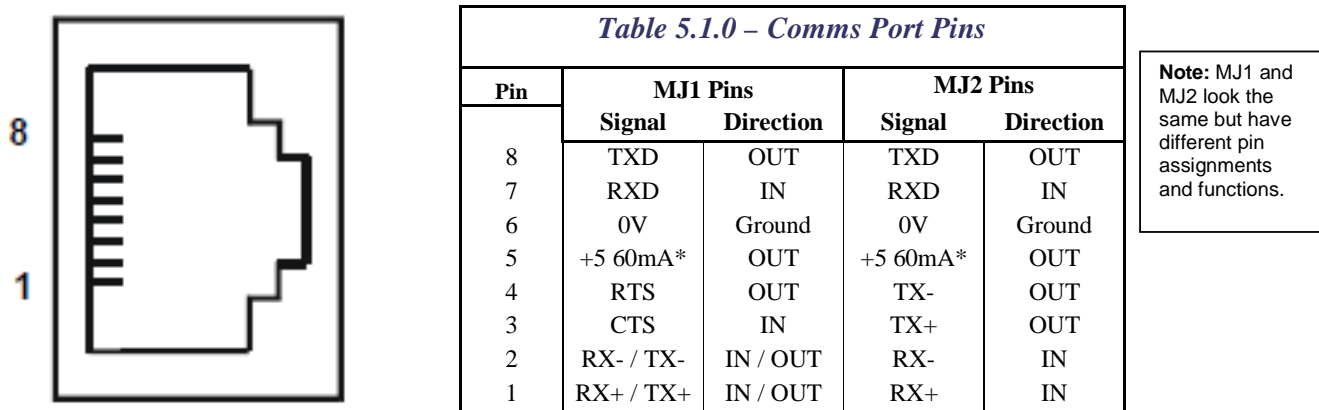 8
1
Table 5.1.0 – Comms Port Pins
Pin MJ1 Pins MJ2 Pins
Signal Direction Signal Direction
8 TXD OUT TXD OUT
7 RXD IN RXD IN
6 0V Ground 0V Ground
5 +5 60mA* OUT +5 60mA* OUT
4 RTS OUT TX- OUT
3 CTS IN TX+ OUT
2 RX- / TX- IN / OUT RX- IN
1 RX+ / TX+ IN / OUT RX+ IN
Note: MJ1 and
MJ2 look the
same but have
different pin
assignments
and functions.